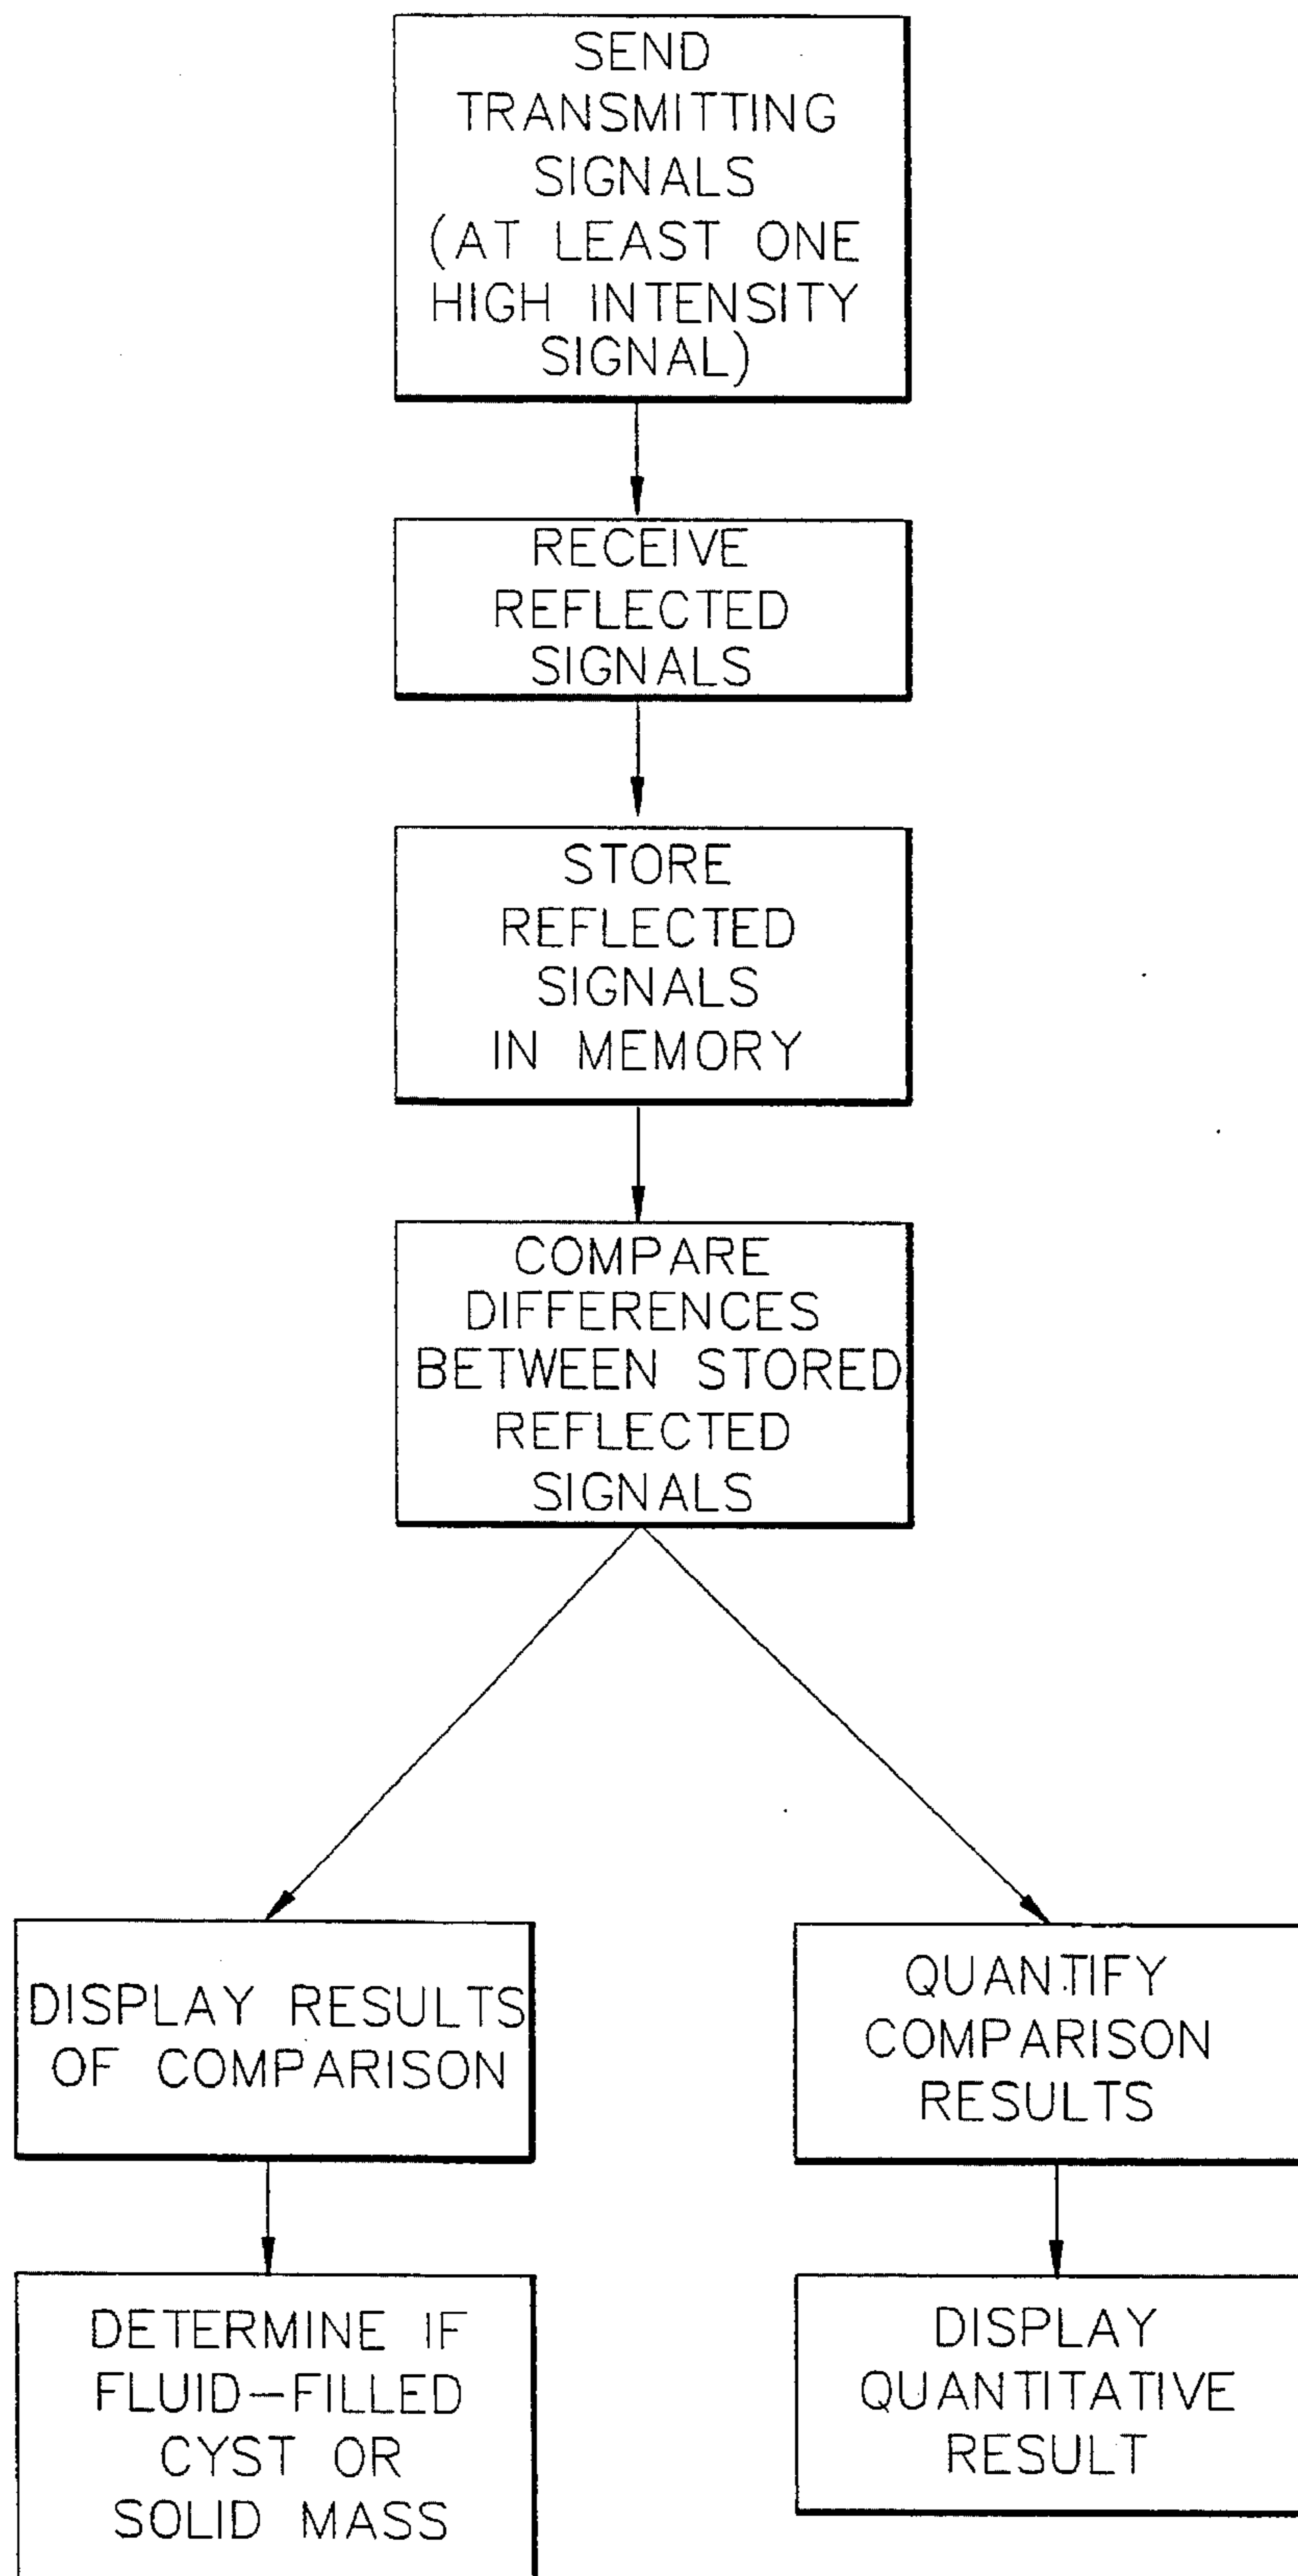 SEND
TRANSMITTING
SIGNALS
(AT LEAST ONE
HIGH INTENSITY
SIGNAL)
RECEIVE
REFLECTED
SIGNALS
STORE
REFLECTED
SIGNALS
IN MEMORY
COMPARE
DIFFERENCES
BETWEEN STORED
REFLECTED
SIGNALS
DISPLAY RESULTS
OF COMPARISON
DETERMINE IF
FLUID-FILLED
CYST OR
SOLID MASS
QUANTIFY
COMPARISON
RESULTS
DISPLAY
QUANTITATIVE
RESULT